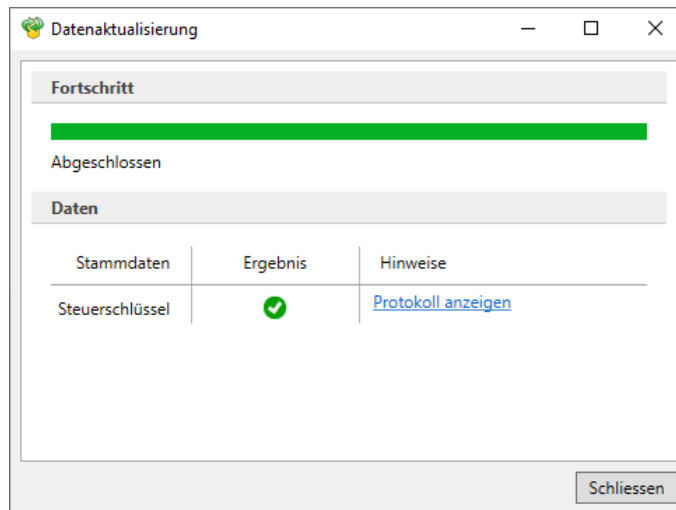 Datenaktualisierung
Fortschritt
Abgeschlossen
Daten
Stammdaten Ergebnis Hinweise
Steuerschlüssel Protokoll anzeigen
Schliessen